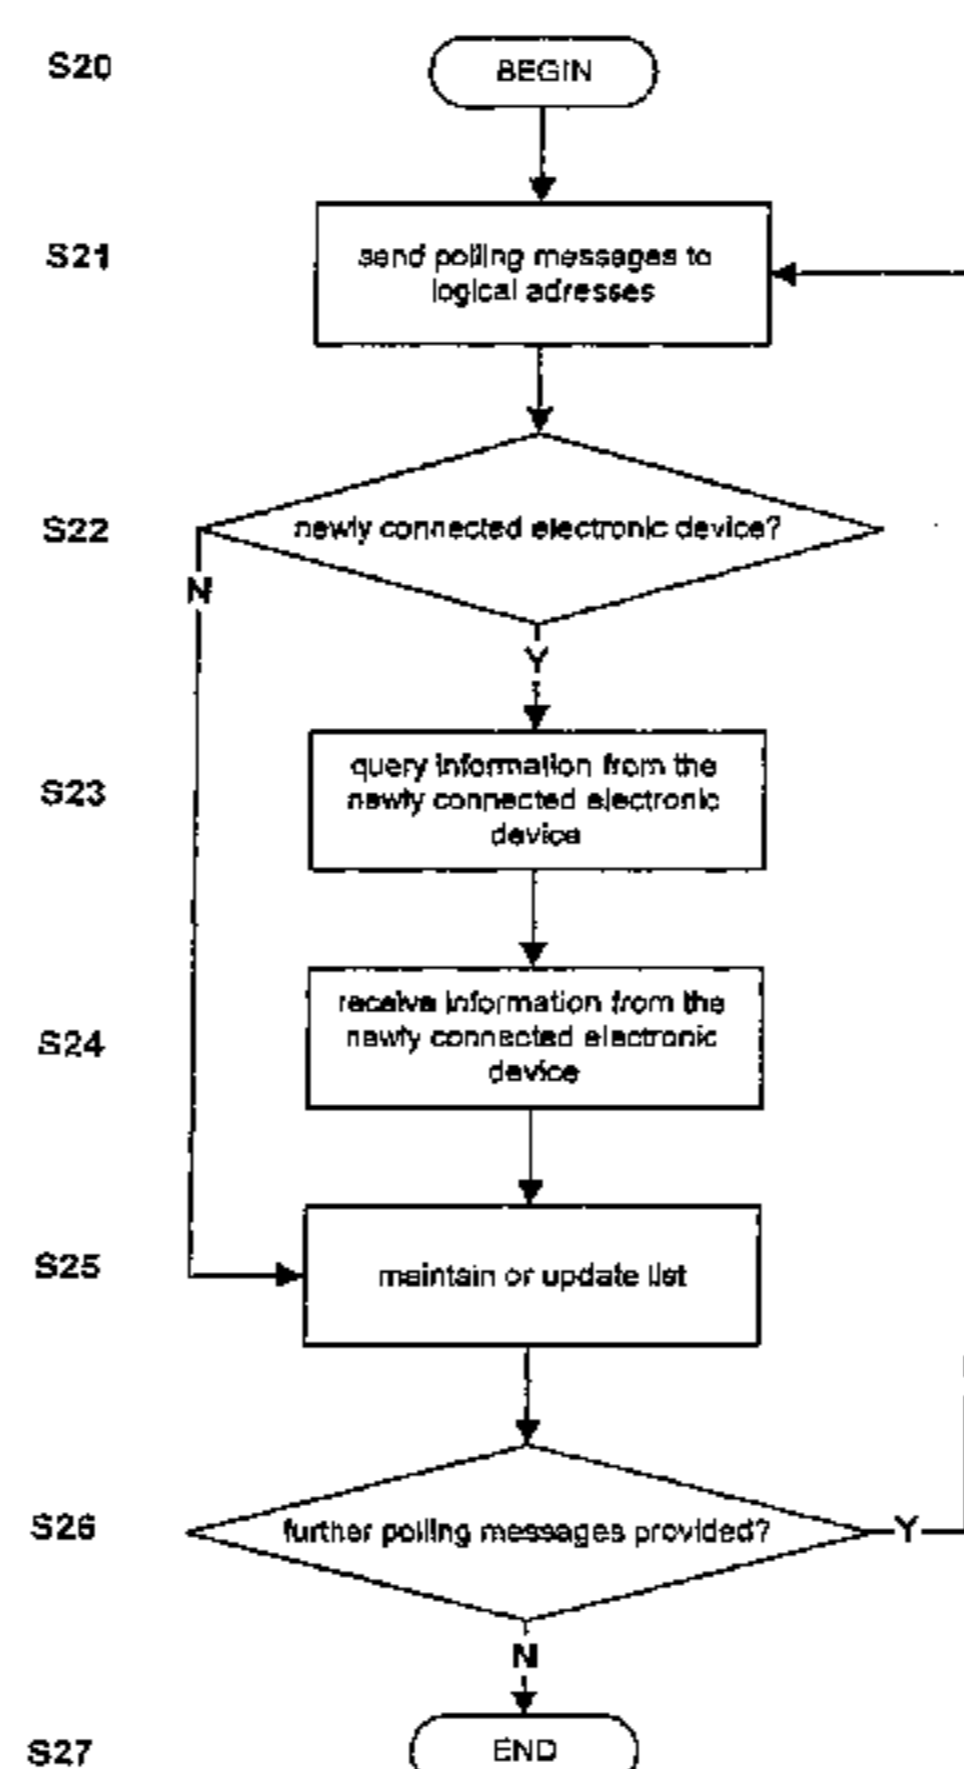 S20
BEGIN
S21
send polling messages to
logical adresses
S22
newly connected electronic device?
N
Y
S23
query information from the
newly connected electronic
device
S24
receive information from the
newly connected electronic
device
S25
maintain or update list
S26
further polling messages provided?
Y
N
S27
END